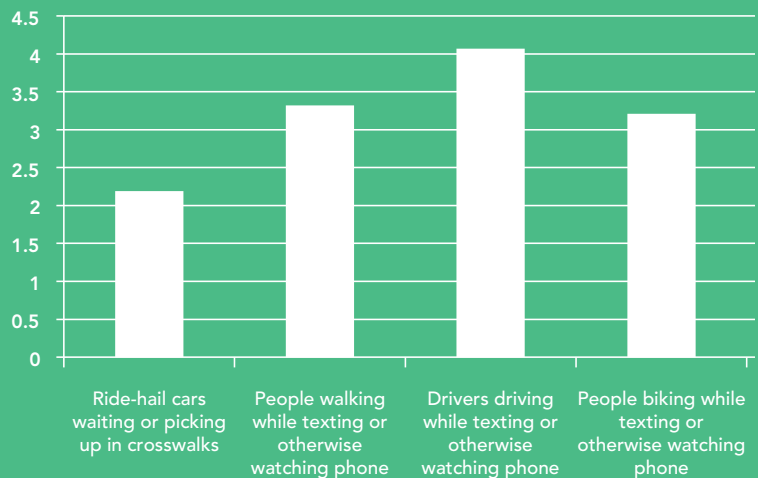 4.5
4
3.5
3
2.5
2
1.5
1
0.5
0
Ride-hail cars
waiting or picking
up in crosswalks
People walking
while texting or
otherwise
watching phone
Drivers driving
while texting or
otherwise
watching phone
People biking while
texting or
otherwise watching
phone